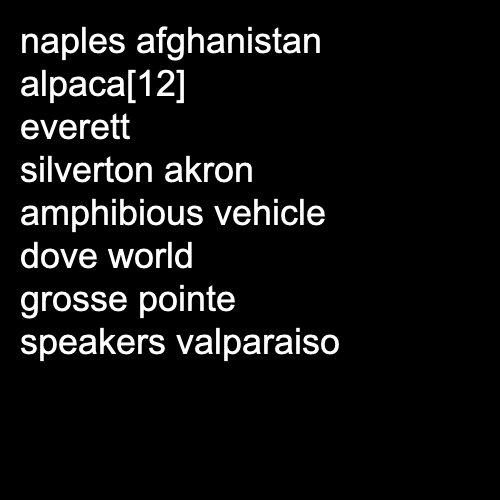 naples afghanistan
alpaca[12]
everett
silverton akron
amphibious vehicle
dove world
grosse pointe
speakers valparaiso